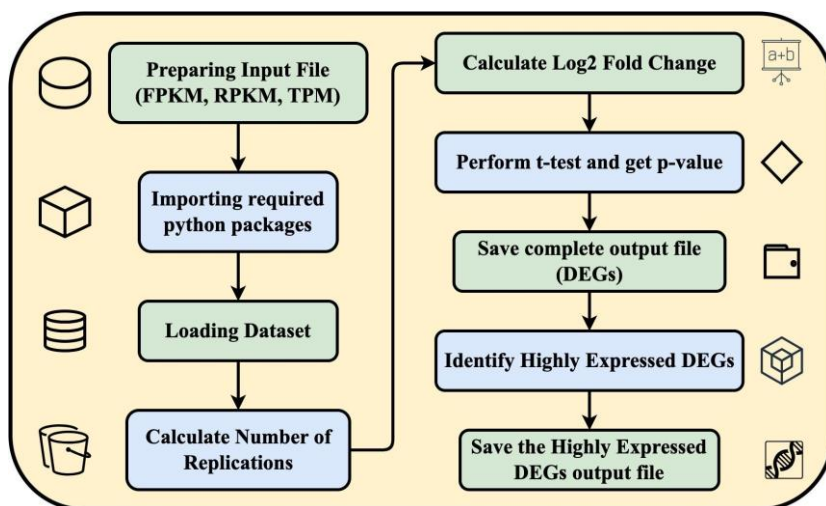 Preparing Input File
(FPKM, RPKM, TPM)
Importing required
python packages
Loading Dataset
Calculate Number of
Replications
Calculate Log2 Fold Change
a+b
Perform t-test and get p-value
Save complete output file
(DEGs)
Identify Highly Expressed DEGs
Save the Highly Expressed
DEGs output file